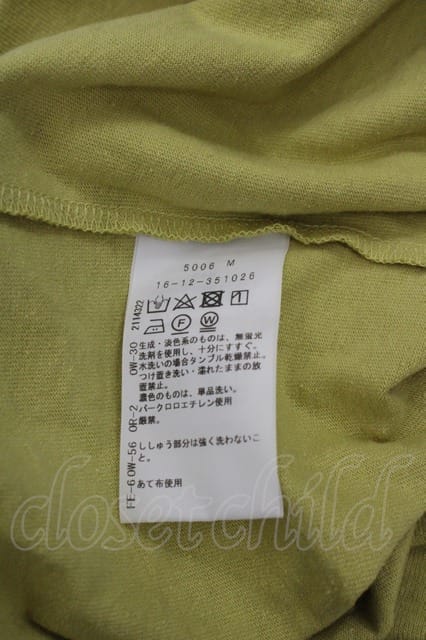 5006 M
16-12-351026
2114322
OW-30
OR-2
FE-60W-56
生成・淡色系のものは、無蛍光
洗剤を使用し、十分にすすぐ。
水洗いの場合タンブル乾燥禁止。
つけ置き洗い・濡れたままの放
置禁止。
濃色のものは、単品洗い。
パークロロエチレン使用
厳禁。
ししゅう部分は強く洗わないこ
と。
あて布使用
closetchild